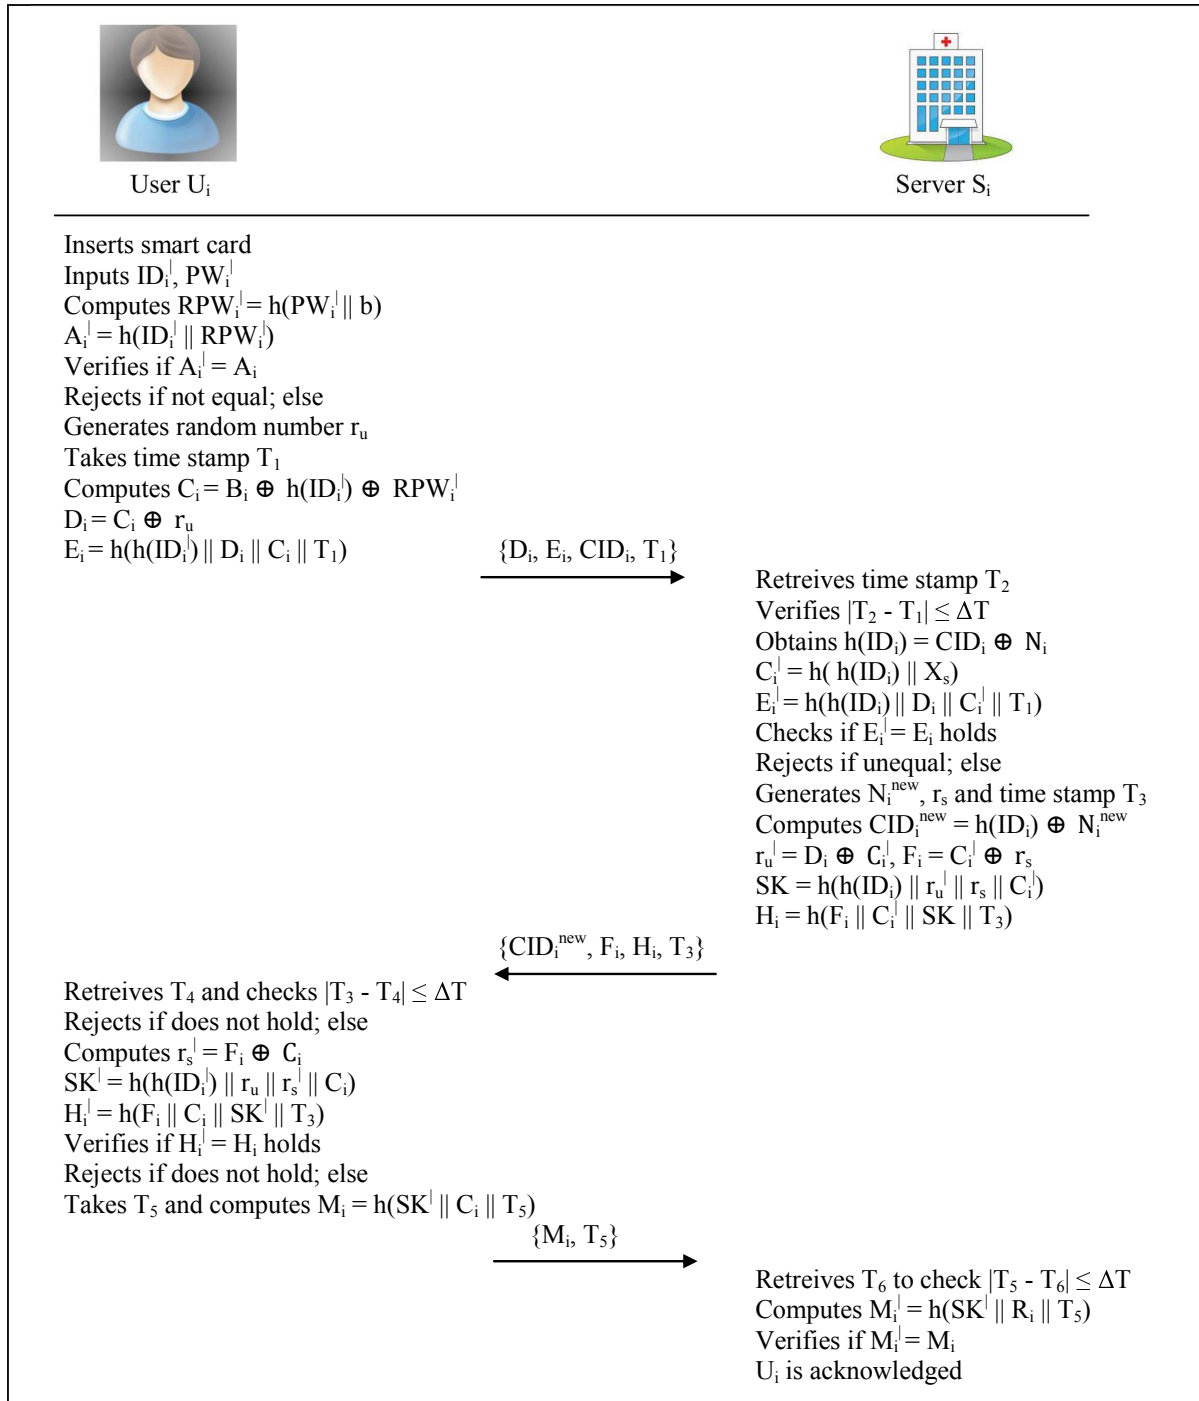 User Uᵢ
Server Sᵢ
Inserts smart card
Inputs IDᵢ|, PWᵢ|
Computes RPWᵢ| = h(PWᵢ| || b)
Aᵢ| = h(IDᵢ| || RPWᵢ|)
Verifies if Aᵢ| = Aᵢ
Rejects if not equal; else
Generates random number rᵤ
Takes time stamp T₁
Computes Cᵢ = Bᵢ ⊕ h(IDᵢ|) ⊕ RPWᵢ|
Dᵢ = Cᵢ ⊕ rᵤ
Eᵢ = h(h(IDᵢ|) || Dᵢ || Cᵢ || T₁)
{Dᵢ, Eᵢ, CIDᵢ, T₁}
Retreives time stamp T₂
Verifies |T₂ - T₁| ≤ ΔT
Obtains h(IDᵢ) = CIDᵢ ⊕ Nᵢ
Cᵢ| = h( h(IDᵢ) || Xₛ)
Eᵢ| = h(h(IDᵢ) || Dᵢ || Cᵢ| || T₁)
Checks if Eᵢ| = Eᵢ holds
Rejects if unequal; else
Generates Nᵢⁿᵉʷ, rₛ and time stamp T₃
Computes CIDᵢⁿᵉʷ = h(IDᵢ) ⊕ Nᵢⁿᵉʷ
rᵤ| = Dᵢ ⊕ Cᵢ|, Fᵢ = Cᵢ| ⊕ rₛ
SK = h(h(IDᵢ) || rᵤ| || rₛ || Cᵢ|)
Hᵢ = h(Fᵢ || Cᵢ| || SK || T₃)
{CIDᵢⁿᵉʷ, Fᵢ, Hᵢ, T₃}
Retreives T₄ and checks |T₃ - T₄| ≤ ΔT
Rejects if does not hold; else
Computes rₛ| = Fᵢ ⊕ Cᵢ
SK| = h(h(IDᵢ|) || rᵤ || rₛ| || Cᵢ)
Hᵢ| = h(Fᵢ || Cᵢ || SK| || T₃)
Verifies if Hᵢ| = Hᵢ holds
Rejects if does not hold; else
Takes T₅ and computes Mᵢ = h(SK| || Cᵢ || T₅)
{Mᵢ, T₅}
Retreives T₆ to check |T₅ - T₆| ≤ ΔT
Computes Mᵢ| = h(SK| || Rᵢ || T₅)
Verifies if Mᵢ| = Mᵢ
Uᵢ is acknowledged